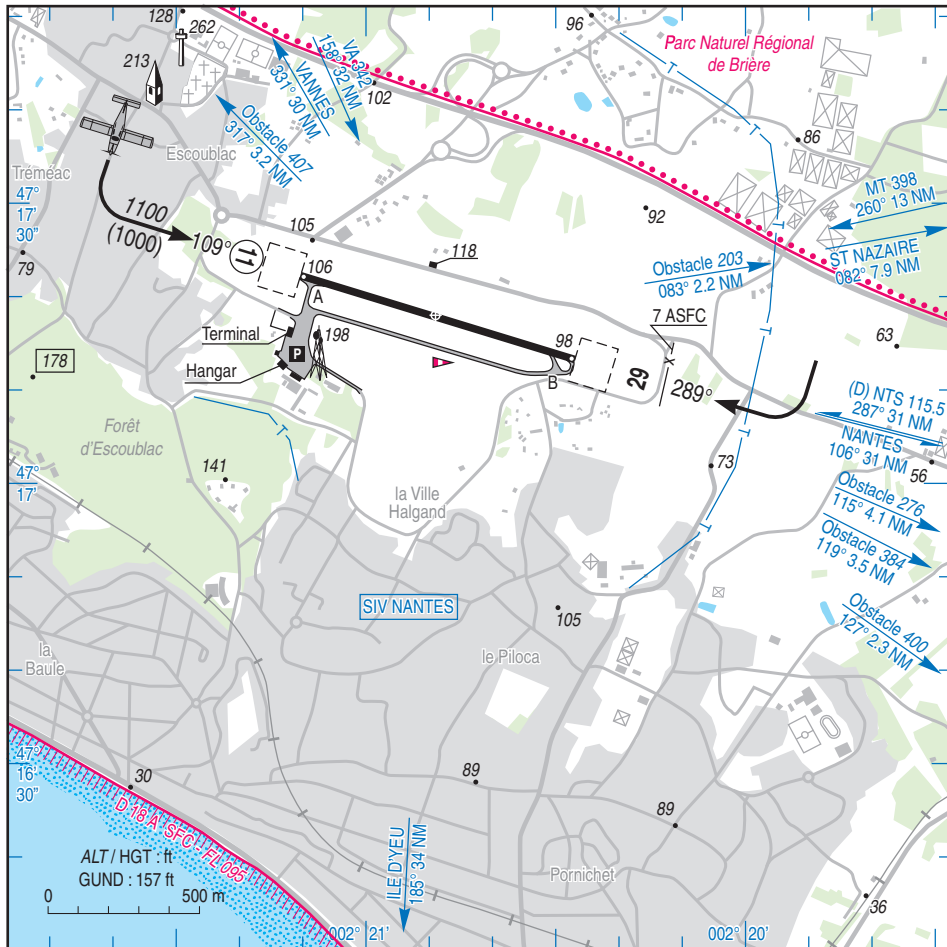 128
262
213
Obstacle 407
317° 3.2 NM
VANNES
331° 30 NM
VA 342
158° 32 NM
102
96
Parc Naturel Régional
de Brière
86
MT 398
260° 13 NM
ST NAZAIRE
082° 7.9 NM
Escoublac
Tréméac
47°
17'
30"
79
1100
(1000)
109°
11
105
106
118
92
Obstacle 203
083° 2.2 NM
7 ASFC
63
A
Terminal
P
198
Hangar
98
B
29
289°
178
(D) NTS 115.5
287° 31 NM
NANTES
106° 31 NM
56
Forêt
d'Escoublac
141
47°
17'
la Ville
Halgand
73
Obstacle 276
115° 4.1 NM
Obstacle 384
119° 3.5 NM
Obstacle 400
127° 2.3 NM
SIV NANTES
105
la
Baule
le Piloca
47°
16'
30"
30
89
89
D 18 A SFC - FL 095
ALT / HGT : ft
GUND : 157 ft
0 500 m
ILE D'YEU
185° 34 NM
Pornichet
36
002° 21'
002° 20'
T
T
T
T
T
T